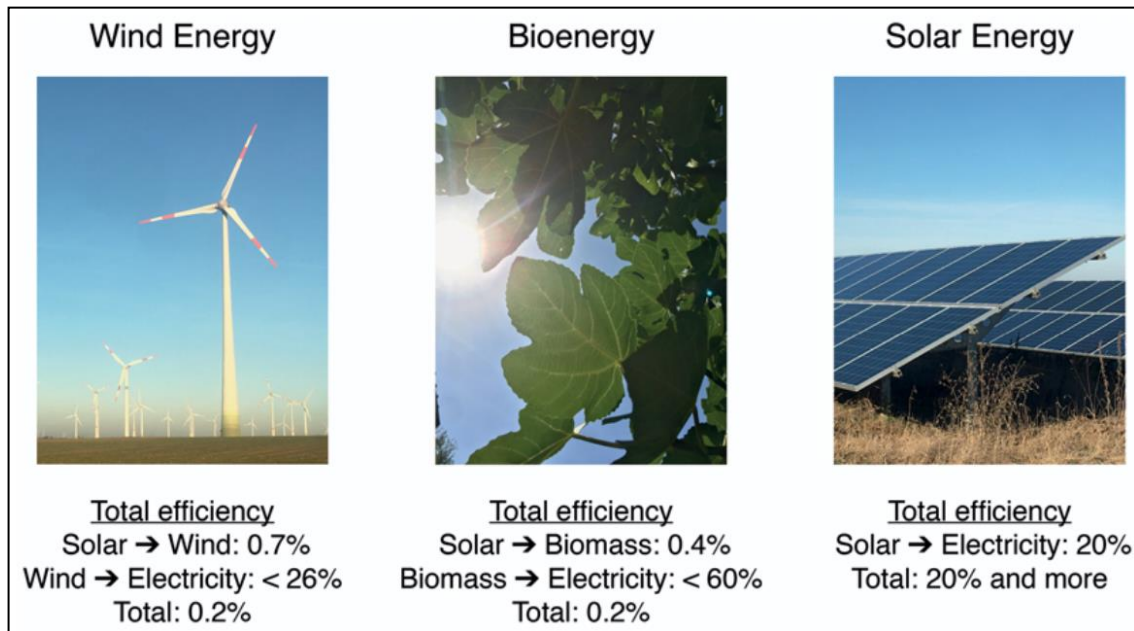 Wind Energy
Total efficiency
Solar ➔ Wind: 0.7%
Wind ➔ Electricity: < 26%
Total: 0.2%
Bioenergy
Total efficiency
Solar ➔ Biomass: 0.4%
Biomass ➔ Electricity: < 60%
Total: 0.2%
Solar Energy
Total efficiency
Solar ➔ Electricity: 20%
Total: 20% and more